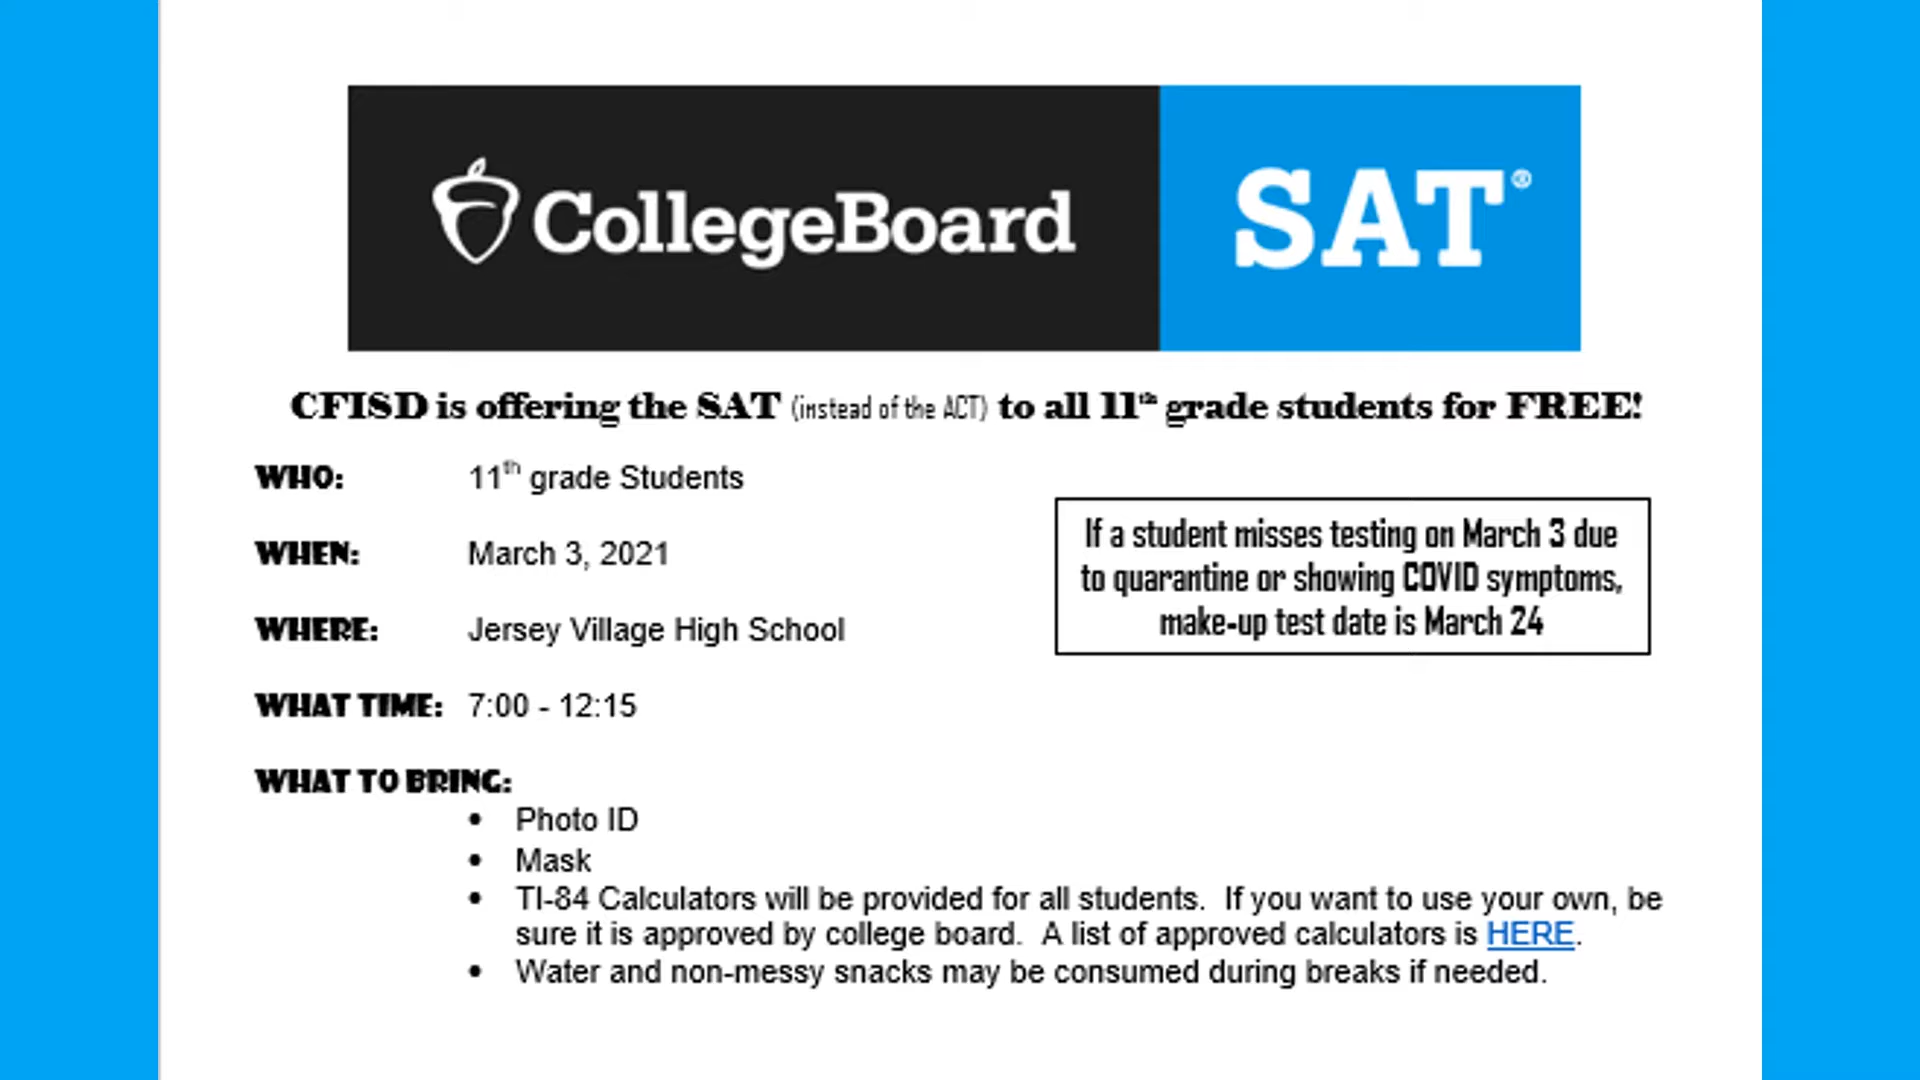 CollegeBoard SAT®
CFISD is offering the SAT (instead of the ACT) to all 11th grade students for FREE!
WHO: 11th grade Students
WHEN: March 3, 2021
WHERE: Jersey Village High School
WHAT TIME: 7:00 - 12:15
If a student misses testing on March 3 due
to quarantine or showing COVID symptoms,
make-up test date is March 24
WHAT TO BRING:
• Photo ID
• Mask
• TI-84 Calculators will be provided for all students. If you want to use your own, be
sure it is approved by college board. A list of approved calculators is HERE.
• Water and non-messy snacks may be consumed during breaks if needed.